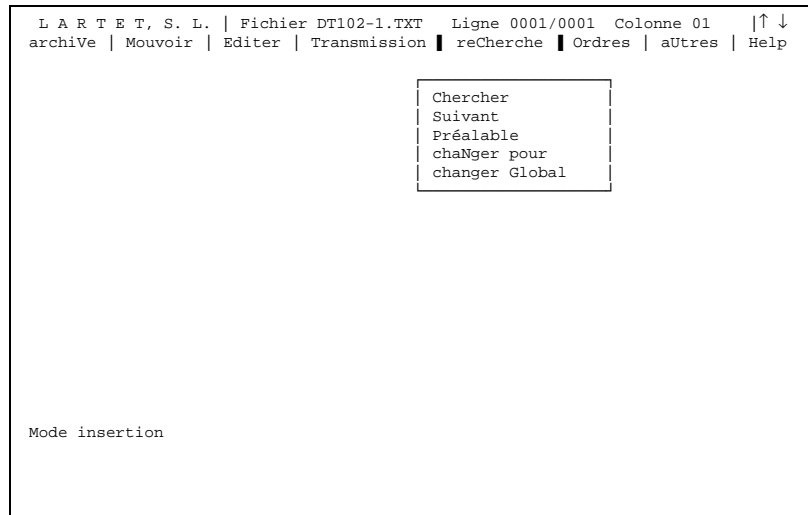 L A R T E T, S. L. | Fichier DT102-1.TXT Ligne 0001/0001 Colonne 01 |↑ ↓
archiVe | Mouvoir | Editer | Transmission ▌ reCherche ▌ Ordres | aUtres | Help
Chercher
Suivant
Préalable
chaNger pour
changer Global
Mode insertion